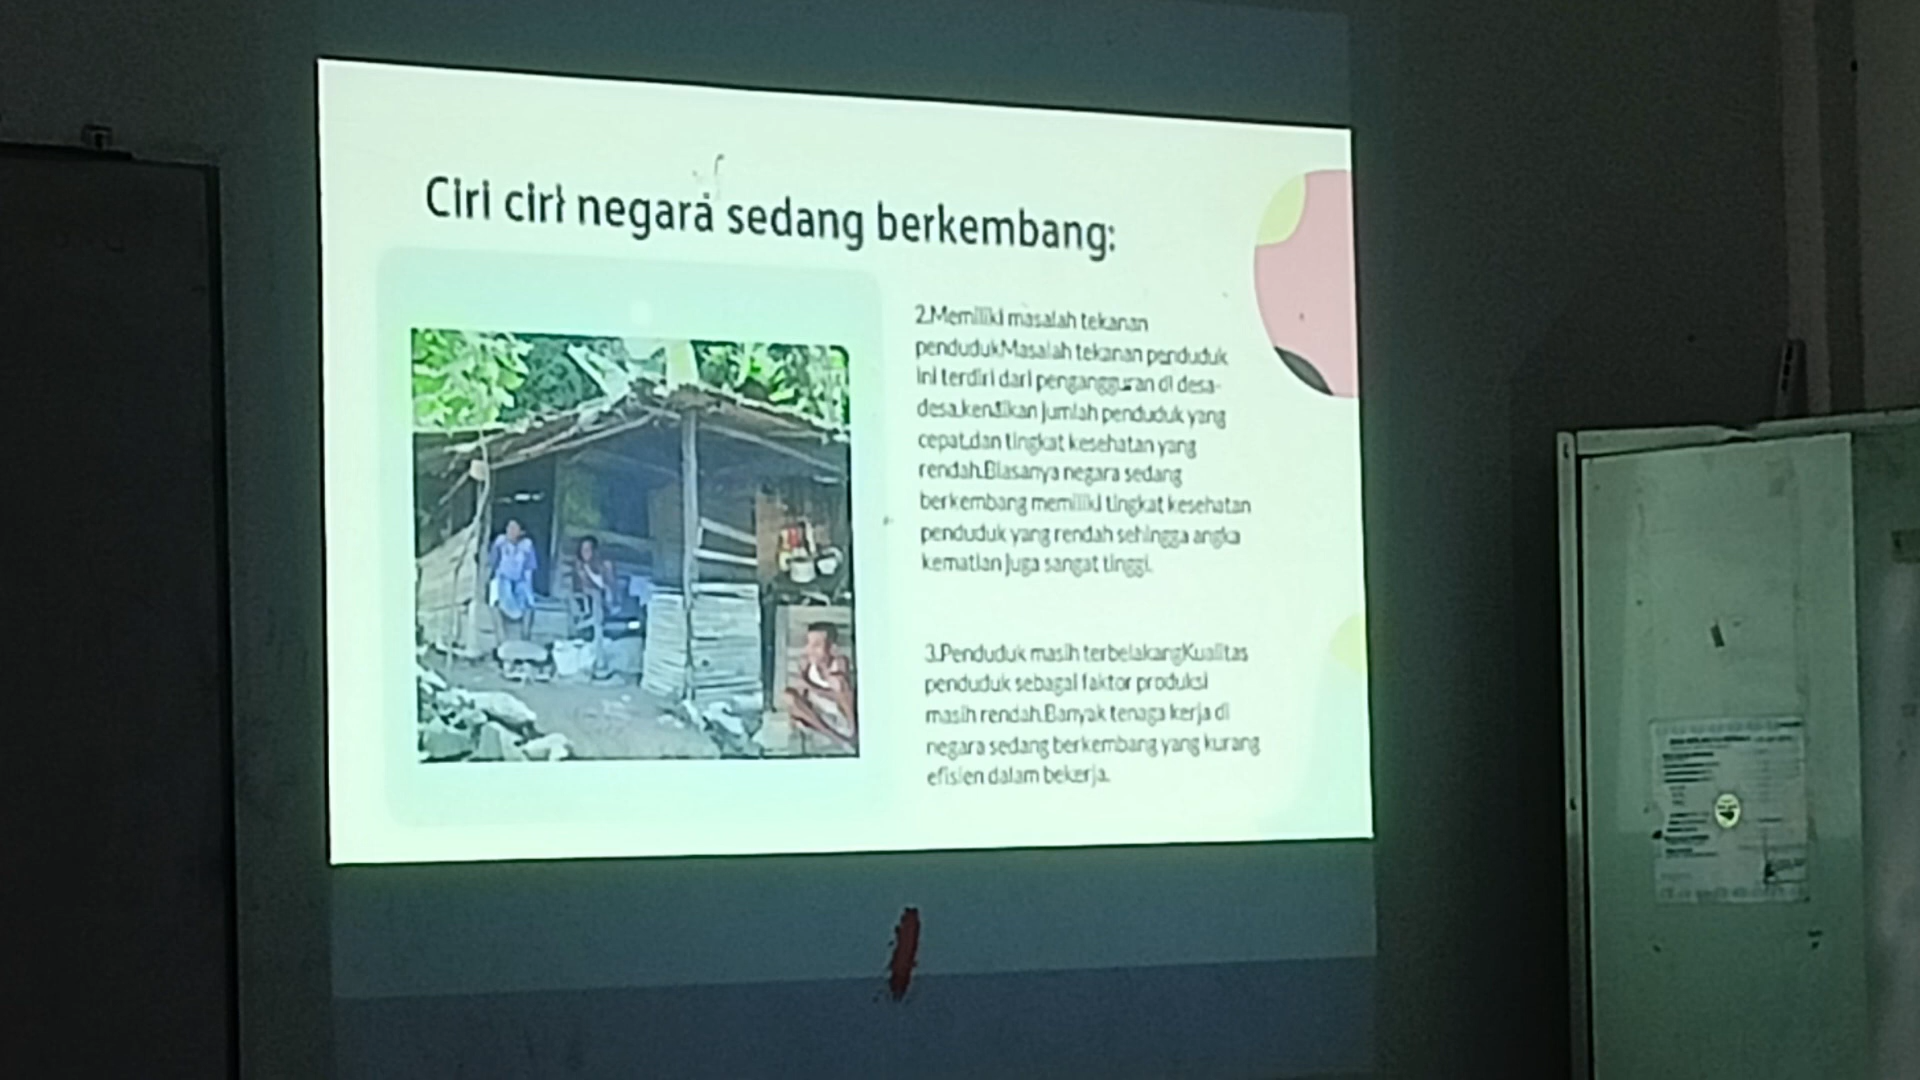 Ciri ciri negara sedang berkembang:
2.Memiliki masalah tekanan
pendudukMasalah tekanan penduduk
ini terdiri dari pengangguran di desa-
desa,kenaikan jumlah penduduk yang
cepat,dan tingkat kesehatan yang
rendah.Biasanya negara sedang
berkembang memiliki tingkat kesehatan
penduduk yang rendah sehingga angka
kematian juga sangat tinggi.
3.Penduduk masih terbelakangKualitas
penduduk sebagai faktor produksi
masih rendah.Banyak tenaga kerja di
negara sedang berkembang yang kurang
efisien dalam bekerja.